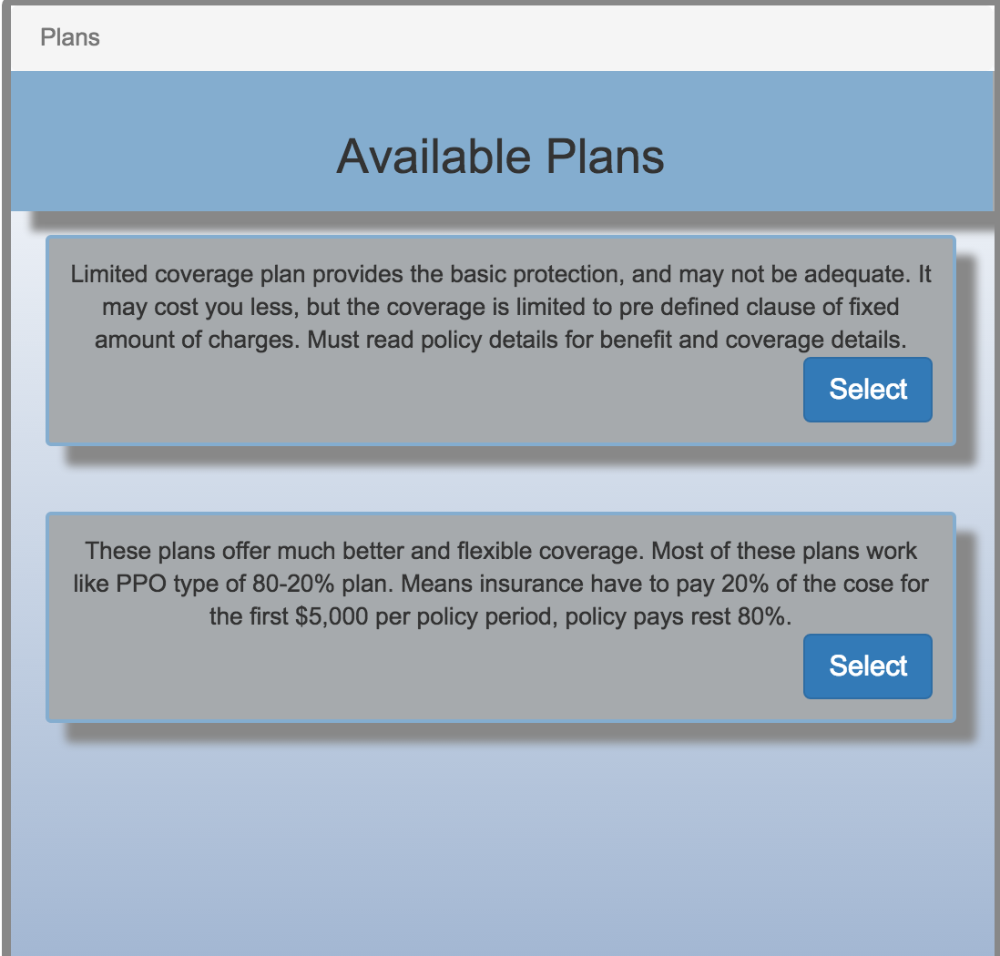 Plans
Available Plans
Limited coverage plan provides the basic protection, and may not be adequate. It
may cost you less, but the coverage is limited to pre defined clause of fixed
amount of charges. Must read policy details for benefit and coverage details.
Select
These plans offer much better and flexible coverage. Most of these plans work
like PPO type of 80-20% plan. Means insurance have to pay 20% of the cose for
the first $5,000 per policy period, policy pays rest 80%.
Select